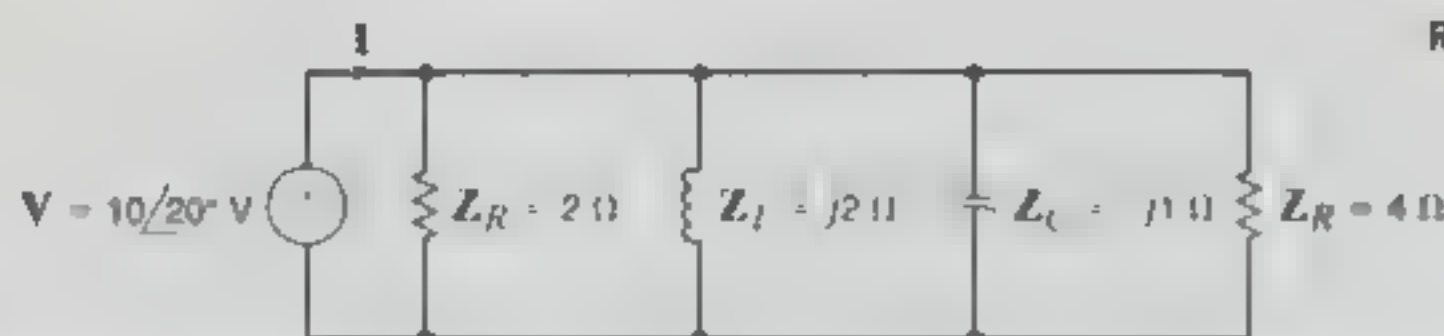 I
R
V = 10/20° V
Z_R = 2 Ω
Z_L = j2 Ω
Z_C = j1 Ω
Z_R = 4 Ω